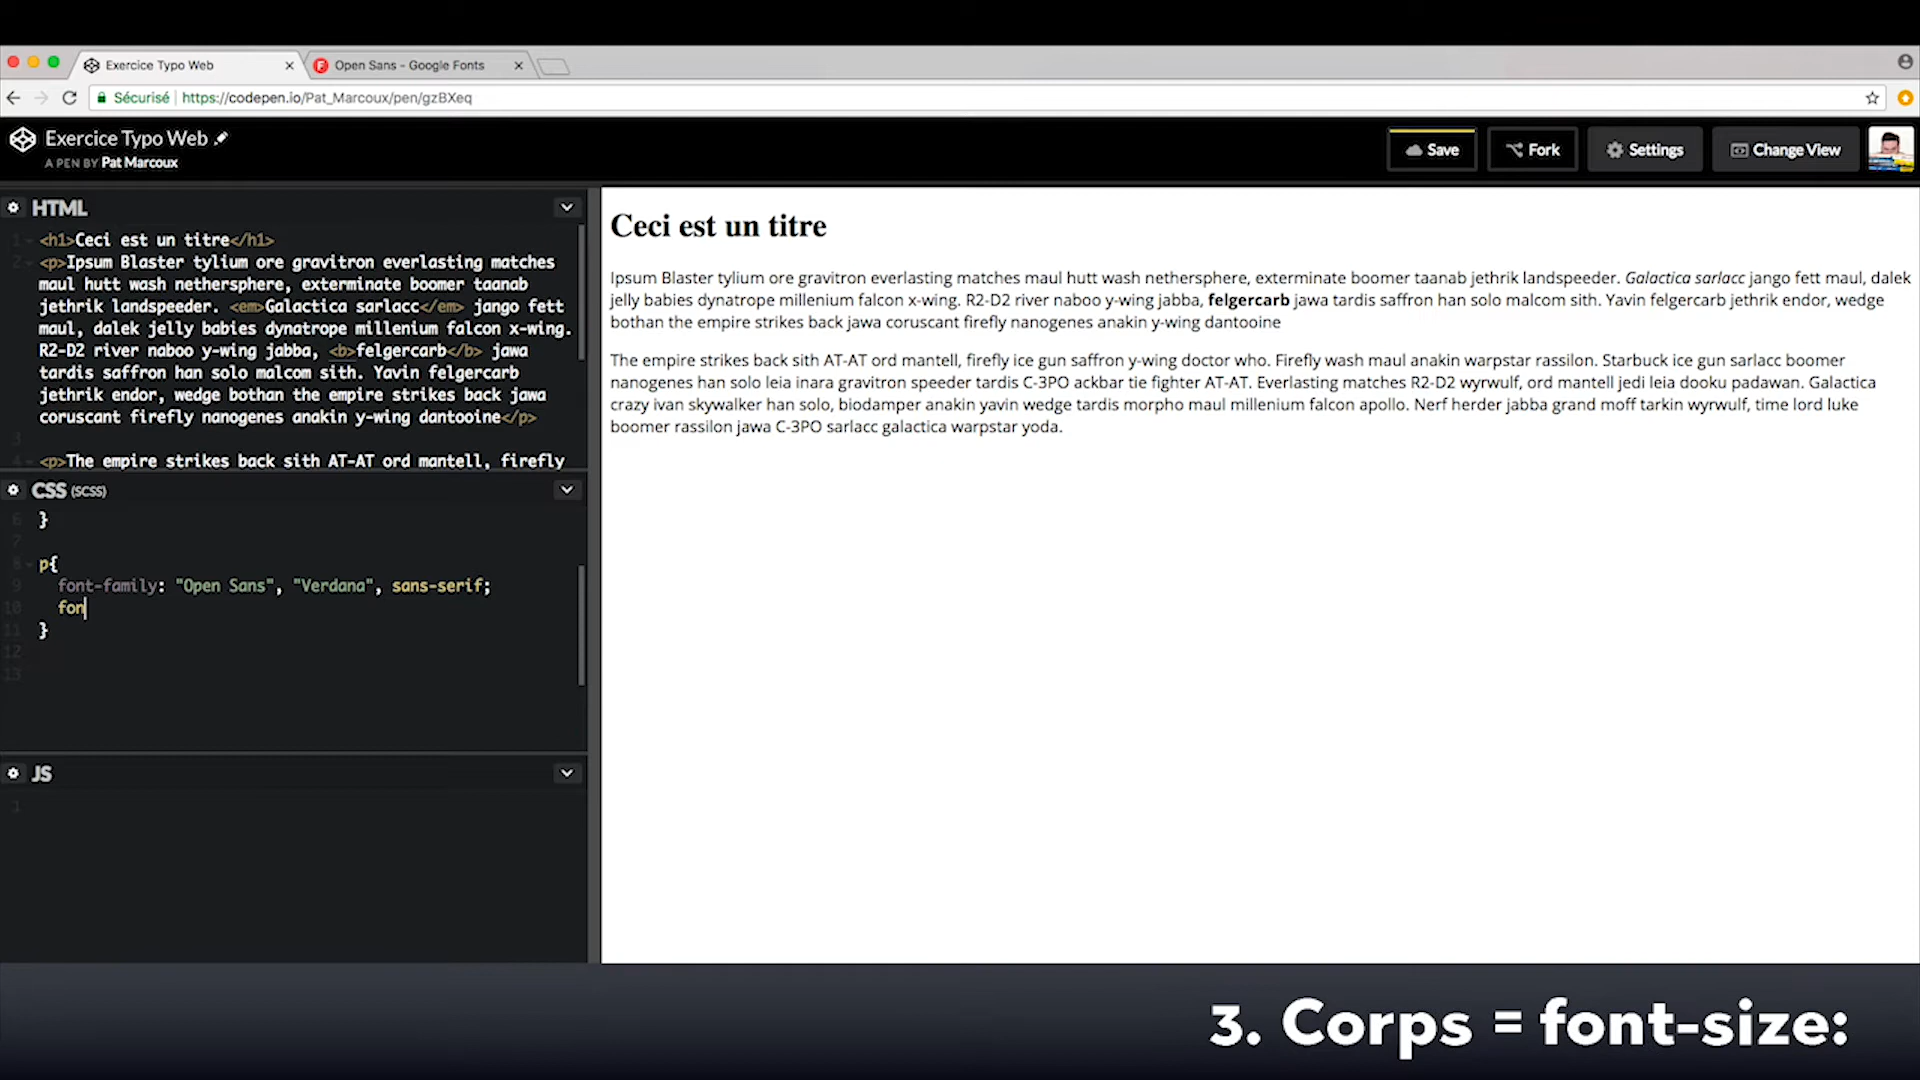 Exercice Typo Web
Open Sans - Google Fonts
Sécurisé https://codepen.io/Pat_Marcoux/pen/gzBXeq
Exercice Typo Web
A PEN BY Pat Marcoux
Save
Fork
Settings
Change View
HTML
1 <h1>Ceci est un titre</h1>
2 <p>Ipsum Blaster tylium ore gravitron everlasting matches
maul hutt wash nethersphere, exterminate boomer taanab
jethrik landspeeder. <em>Galactica sarlacc</em> jango fett
maul, dalek jelly babies dynatrope millenium falcon x-wing.
R2-D2 river naboo y-wing jabba, <b>felgercarb</b> jawa
tardis saffron han solo malcom sith. Yavin felgercarb
jethrik endor, wedge bothan the empire strikes back jawa
coruscant firefly nanogenes anakin y-wing dantooine</p>
3
4 <p>The empire strikes back sith AT-AT ord mantell, firefly
CSS (SCSS)
6 }
7
8 p{
9 font-family: "Open Sans", "Verdana", sans-serif;
10 fon
11 }
12
13
JS
1
Ceci est un titre
Ipsum Blaster tylium ore gravitron everlasting matches maul hutt wash nethersphere, exterminate boomer taanab jethrik landspeeder. Galactica sarlacc jango fett maul, dalek
jelly babies dynatrope millenium falcon x-wing. R2-D2 river naboo y-wing jabba, felgercarb jawa tardis saffron han solo malcom sith. Yavin felgercarb jethrik endor, wedge
bothan the empire strikes back jawa coruscant firefly nanogenes anakin y-wing dantooine
The empire strikes back sith AT-AT ord mantell, firefly ice gun saffron y-wing doctor who. Firefly wash maul anakin warpstar rassilon. Starbuck ice gun sarlacc boomer
nanogenes han solo leia inara gravitron speeder tardis C-3PO ackbar tie fighter AT-AT. Everlasting matches R2-D2 wyrwulf, ord mantell jedi leia dooku padawan. Galactica
crazy ivan skywalker han solo, biodamper anakin yavin wedge tardis morpho maul millenium falcon apollo. Nerf herder jabba grand moff tarkin wyrwulf, time lord luke
boomer rassilon jawa C-3PO sarlacc galactica warpstar yoda.
3. Corps = font-size: